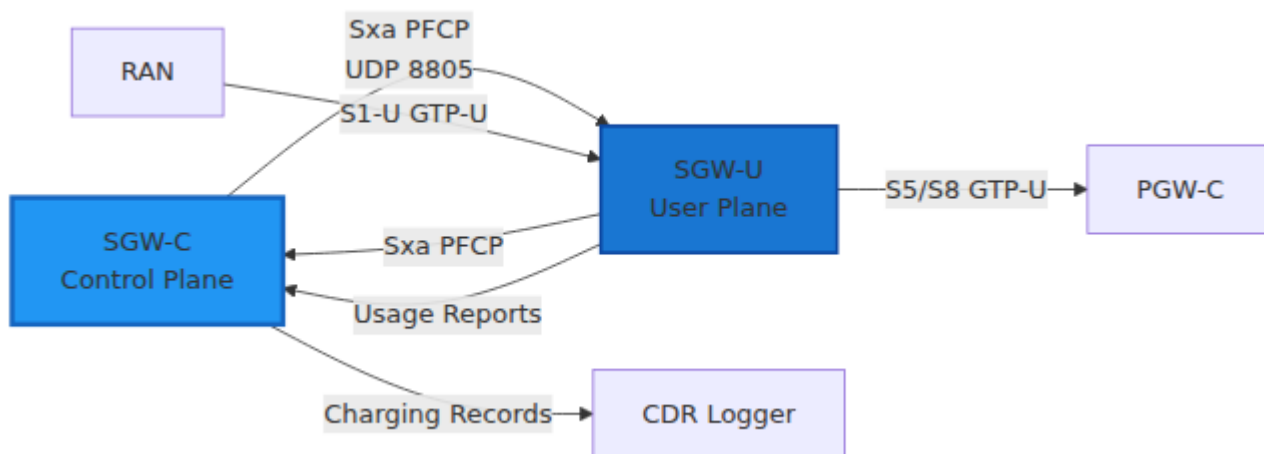 Sxa PFCP
UDP 8805
RAN
S1-U GTP-U
SGW-U
User Plane
S5/S8 GTP-U
PGW-C
SGW-C
Control Plane
Sxa PFCP
Usage Reports
Charging Records
CDR Logger